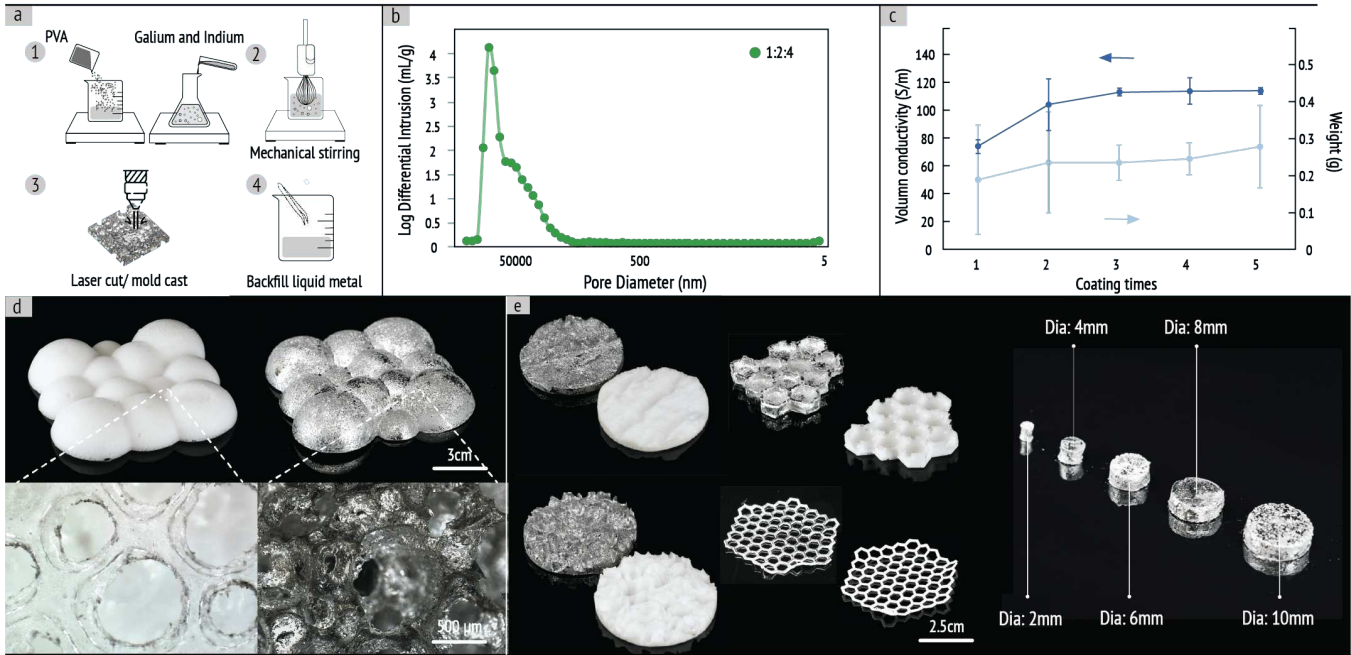 a
1
PVA
Galium and Indium
2
Mechanical stirring
3
Laser cut/ mold cast
4
Backfill liquid metal
b
Log Differential Intrusion (mL/g)
4
4.5
3
2.5
2
1.5
1
0.5
0
1:2:4
50000
500
5
Pore Diameter (nm)
c
Volumn conductivity (S/m)
140
120
100
80
60
40
20
0
0.5
0.4
0.3
0.2
0.1
0
Weight (g)
1
2
3
4
5
Coating times
d
3cm
500 μm
e
2.5cm
Dia: 4mm
Dia: 8mm
Dia: 2mm
Dia: 6mm
Dia: 10mm